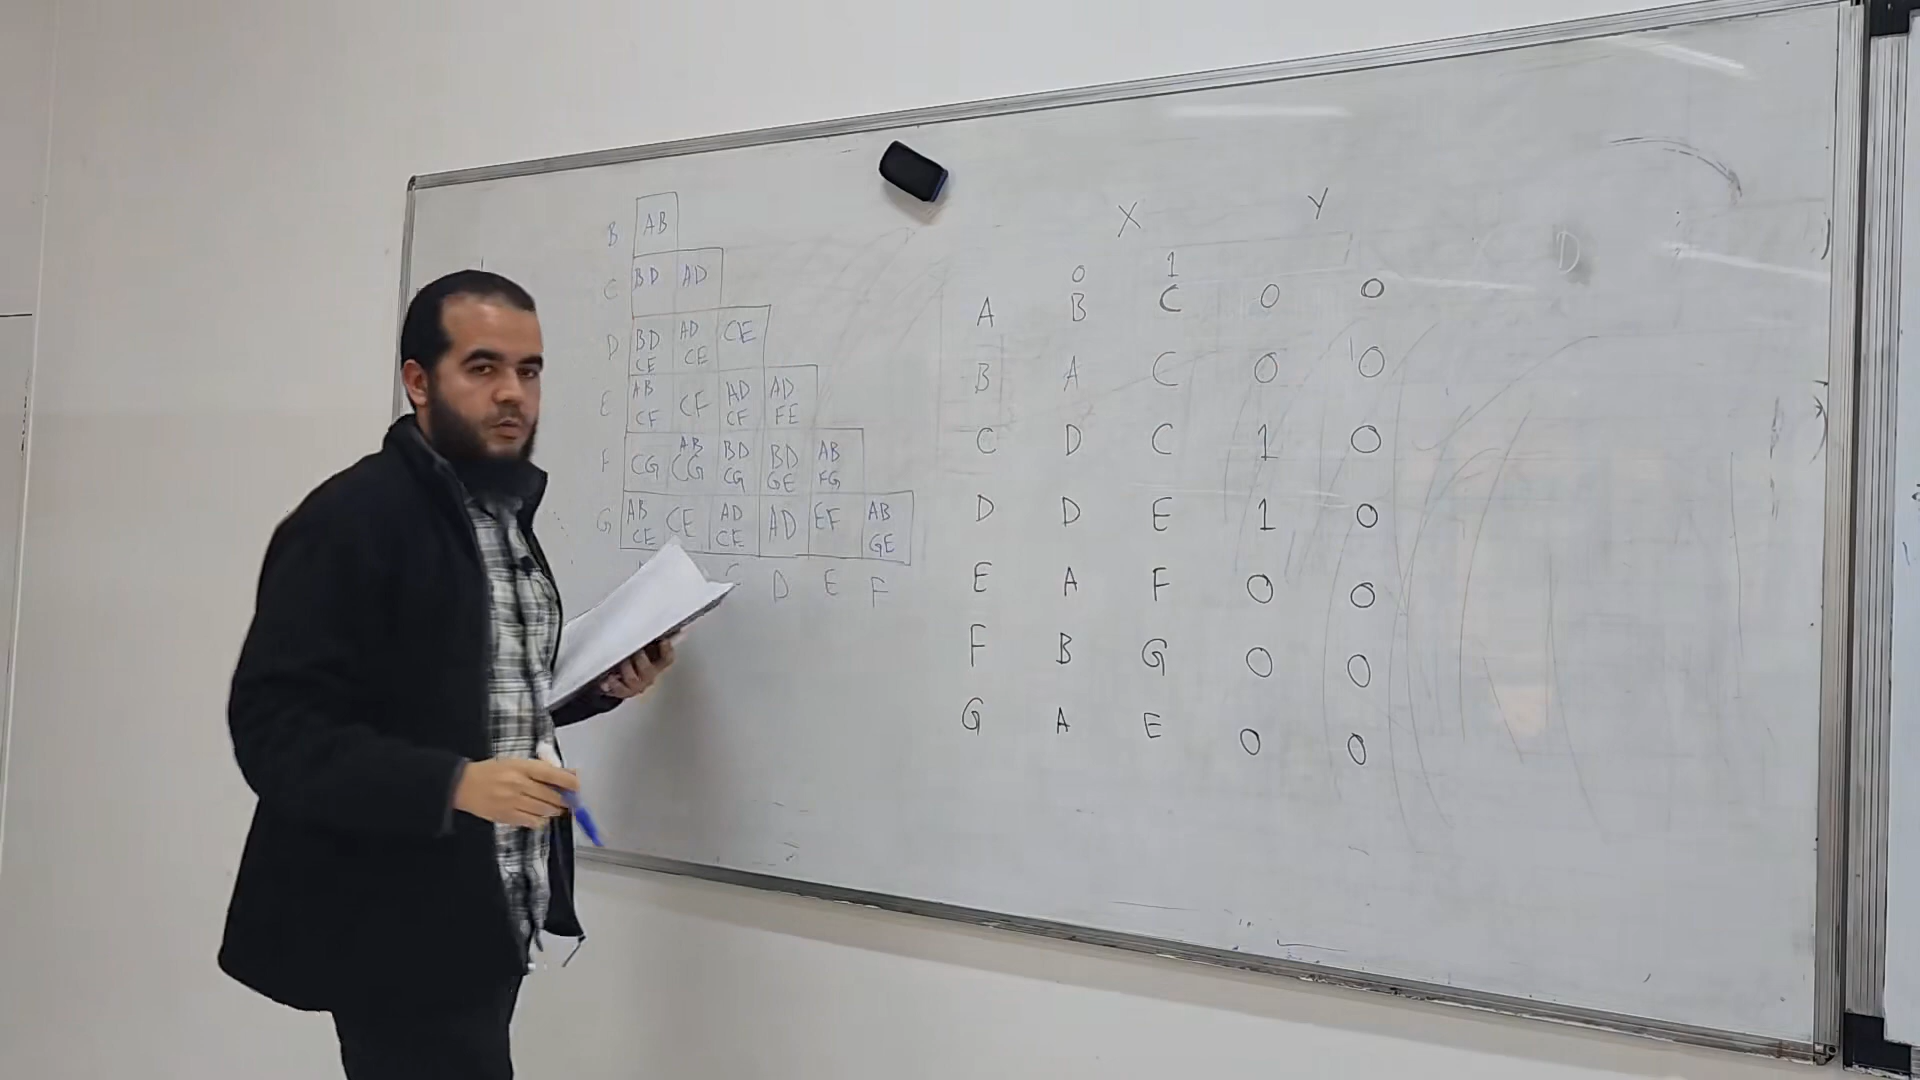 B AB
C BD AD
D BD CE AD CE CE
E AB CF CF AD CF AD FE
F CG AB CG BD CG BD GE AB FG
G AB CE CE AD CE AD EF AB GE
C D E F
X Y
0 1
A B C 0 0
B A C 0 0
C D C 1 0
D D E 1 0
E A F 0 0
F B G 0 0
G A E 0 0
D